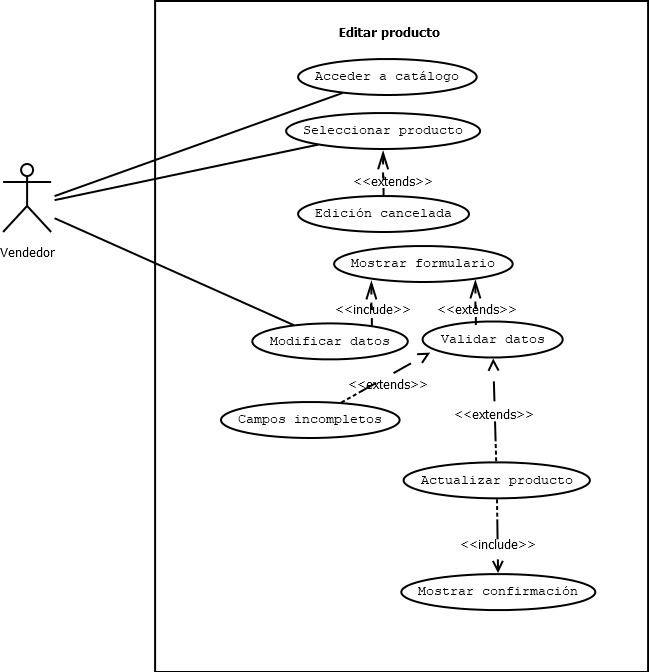 Editar producto
Acceder a catálogo
Seleccionar producto
<<extends>>
Edición cancelada
Vendedor
Mostrar formulario
<<include>>
<<extends>>
Modificar datos
Validar datos
<<extends>>
Campos incompletos
<<extends>>
Actualizar producto
<<include>>
Mostrar confirmación